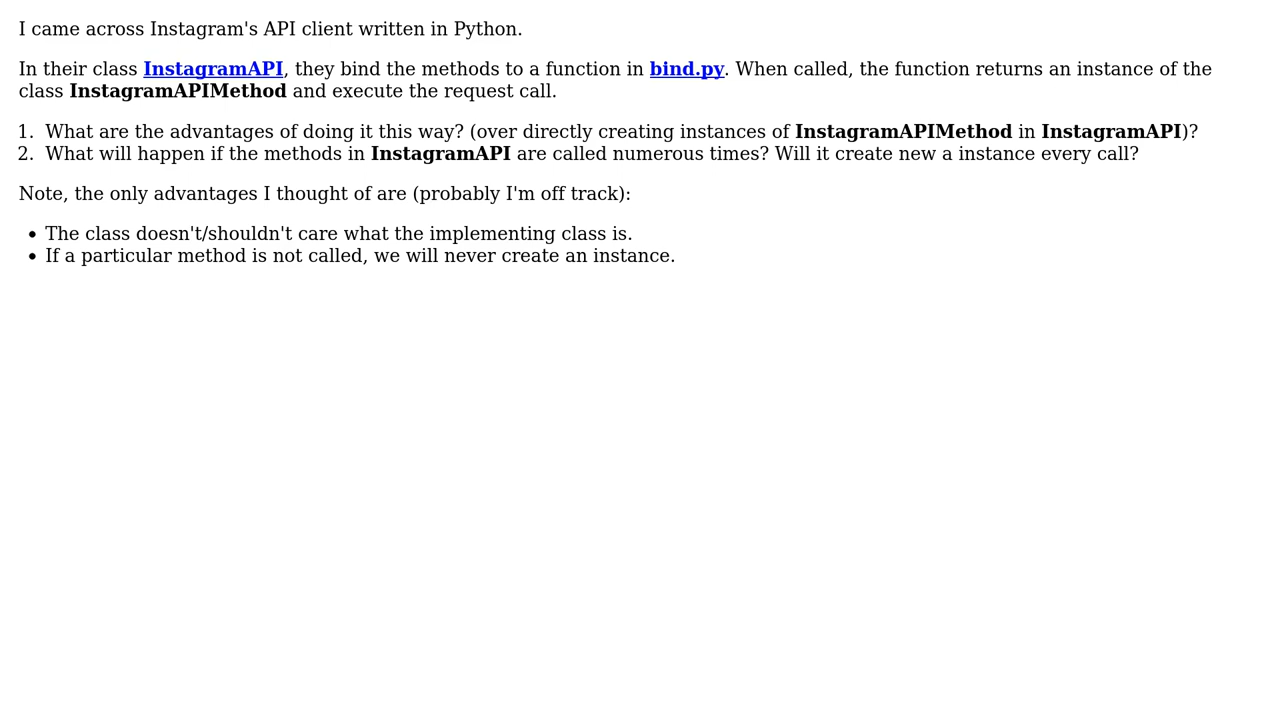 I came across Instagram's API client written in Python.
In their class InstagramAPI, they bind the methods to a function in bind.py. When called, the function returns an instance of the
class InstagramAPIMethod and execute the request call.
1. What are the advantages of doing it this way? (over directly creating instances of InstagramAPIMethod in InstagramAPI)?
2. What will happen if the methods in InstagramAPI are called numerous times? Will it create new a instance every call?
Note, the only advantages I thought of are (probably I'm off track):
• The class doesn't/shouldn't care what the implementing class is.
• If a particular method is not called, we will never create an instance.